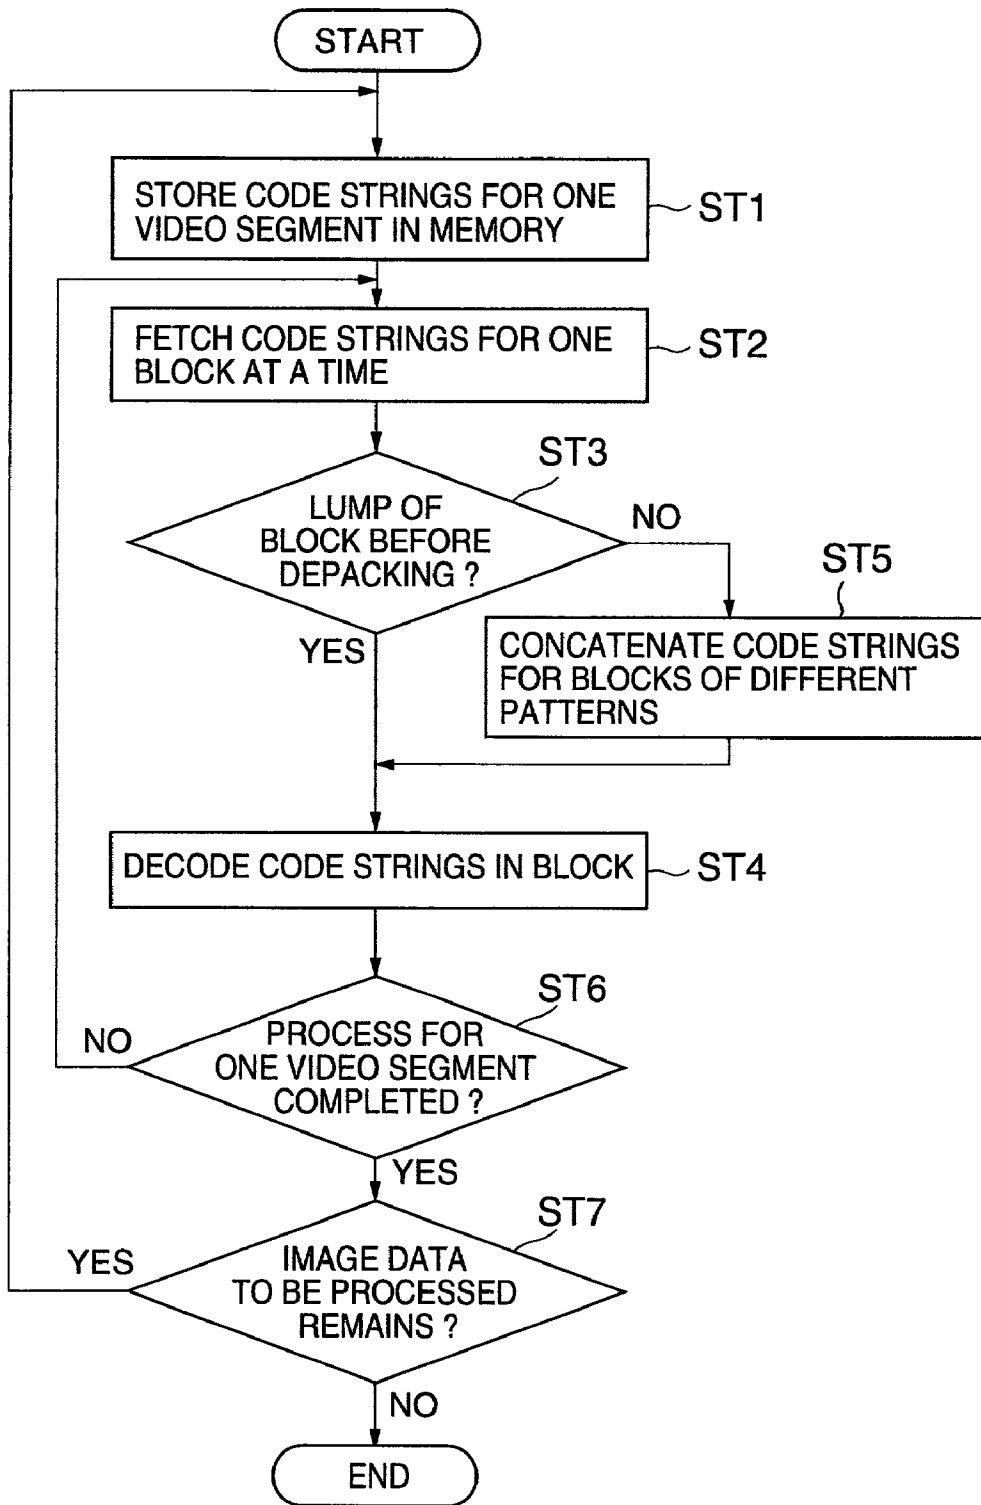 START
STORE CODE STRINGS FOR ONE
VIDEO SEGMENT IN MEMORY
ST1
FETCH CODE STRINGS FOR ONE
BLOCK AT A TIME
ST2
ST3
LUMP OF
BLOCK BEFORE
DEPACKING ?
NO
YES
ST5
CONCATENATE CODE STRINGS
FOR BLOCKS OF DIFFERENT
PATTERNS
DECODE CODE STRINGS IN BLOCK
ST4
ST6
PROCESS FOR
ONE VIDEO SEGMENT
COMPLETED ?
NO
YES
ST7
IMAGE DATA
TO BE PROCESSED
REMAINS ?
YES
NO
END